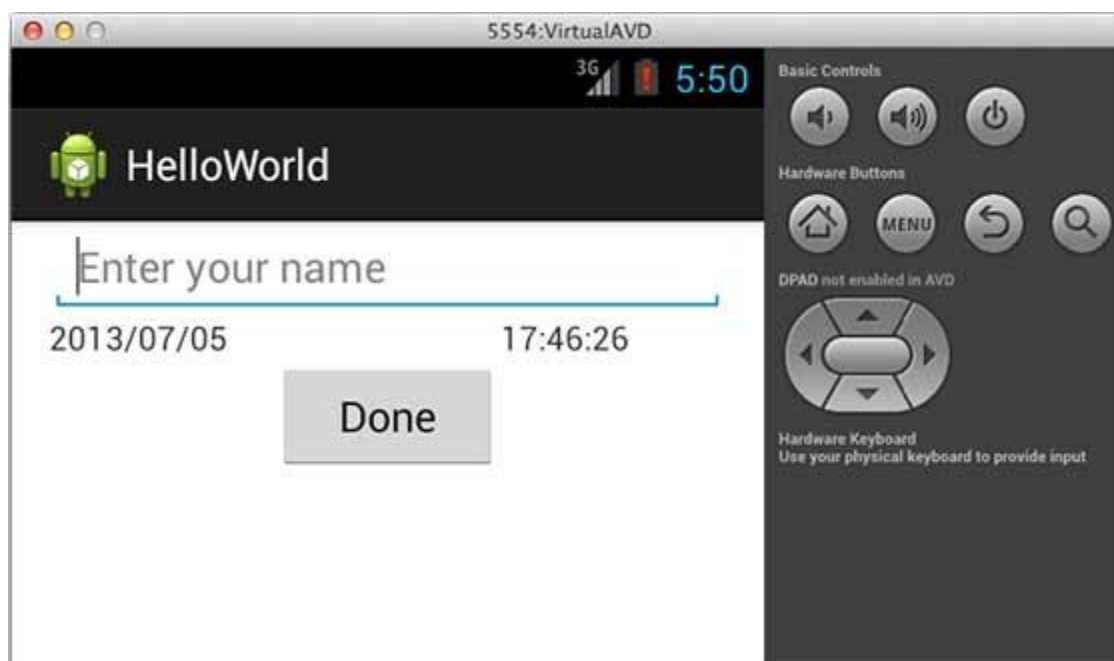 5554:VirtualAVD
3G 5:50
HelloWorld
Enter your name
2013/07/05 17:46:26
Done
Basic Controls
Hardware Buttons
MENU
DPAD not enabled in AVD
Hardware Keyboard
Use your physical keyboard to provide input